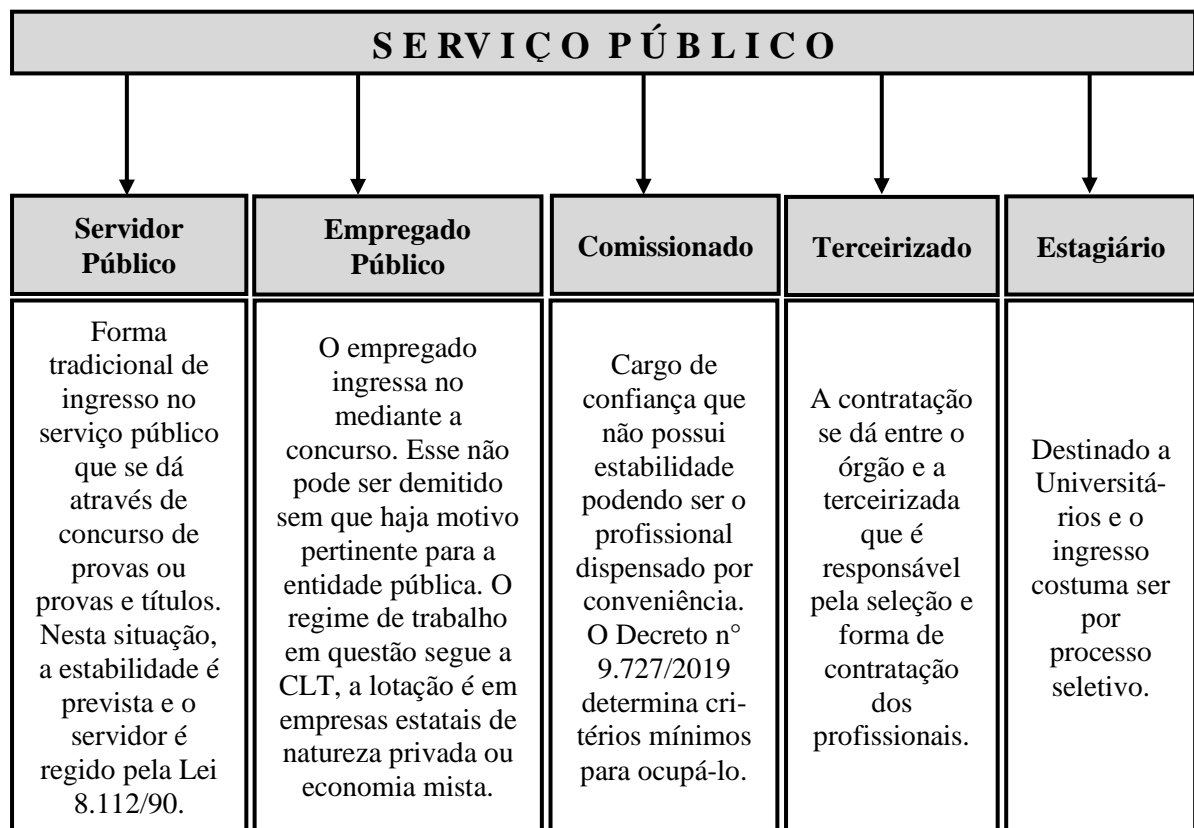 S E RV I Ç O P Ú B L I C O
Servidor
Público
Forma
tradicional de
ingresso no
serviço público
que se dá
através de
concurso de
provas ou
provas e títulos.
Nesta situação,
a estabilidade é
prevista e o
servidor é
regido pela Lei
8.112/90.
Empregado
Público
O empregado
ingressa no
mediante a
concurso. Esse não
pode ser demitido
sem que haja motivo
pertinente para a
entidade pública. O
regime de trabalho
em questão segue a
CLT, a lotação é em
empresas estatais de
natureza privada ou
economia mista.
Comissionado
Cargo de
confiança que
não possui
estabilidade
podendo ser o
profissional
dispensado por
conveniência.
O Decreto n°
9.727/2019
determina cri-
térios mínimos
para ocupá-lo.
Terceirizado
A contratação
se dá entre o
órgão e a
terceirizada
que é
responsável
pela seleção e
forma de
contratação
dos
profissionais.
Estagiário
Destinado a
Universitá-
rios e o
ingresso
costuma ser
por
processo
seletivo.